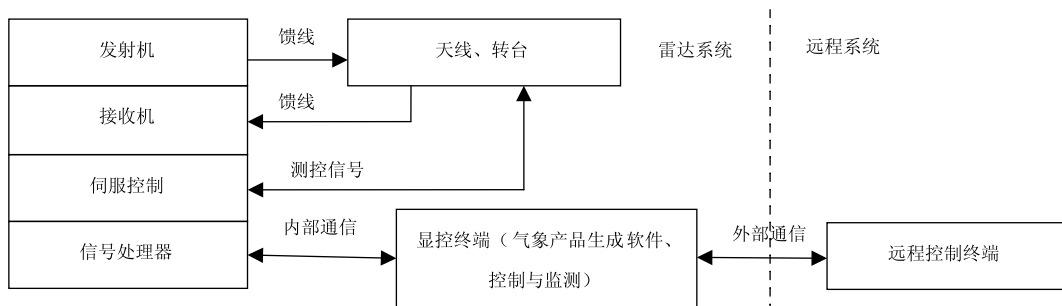 发射机
馈线
天线、转台
雷达系统
远程系统
接收机
馈线
伺服控制
测控信号
信号处理器
内部通信
显控终端（气象产品生成软件、
控制与监测）
外部通信
远程控制终端